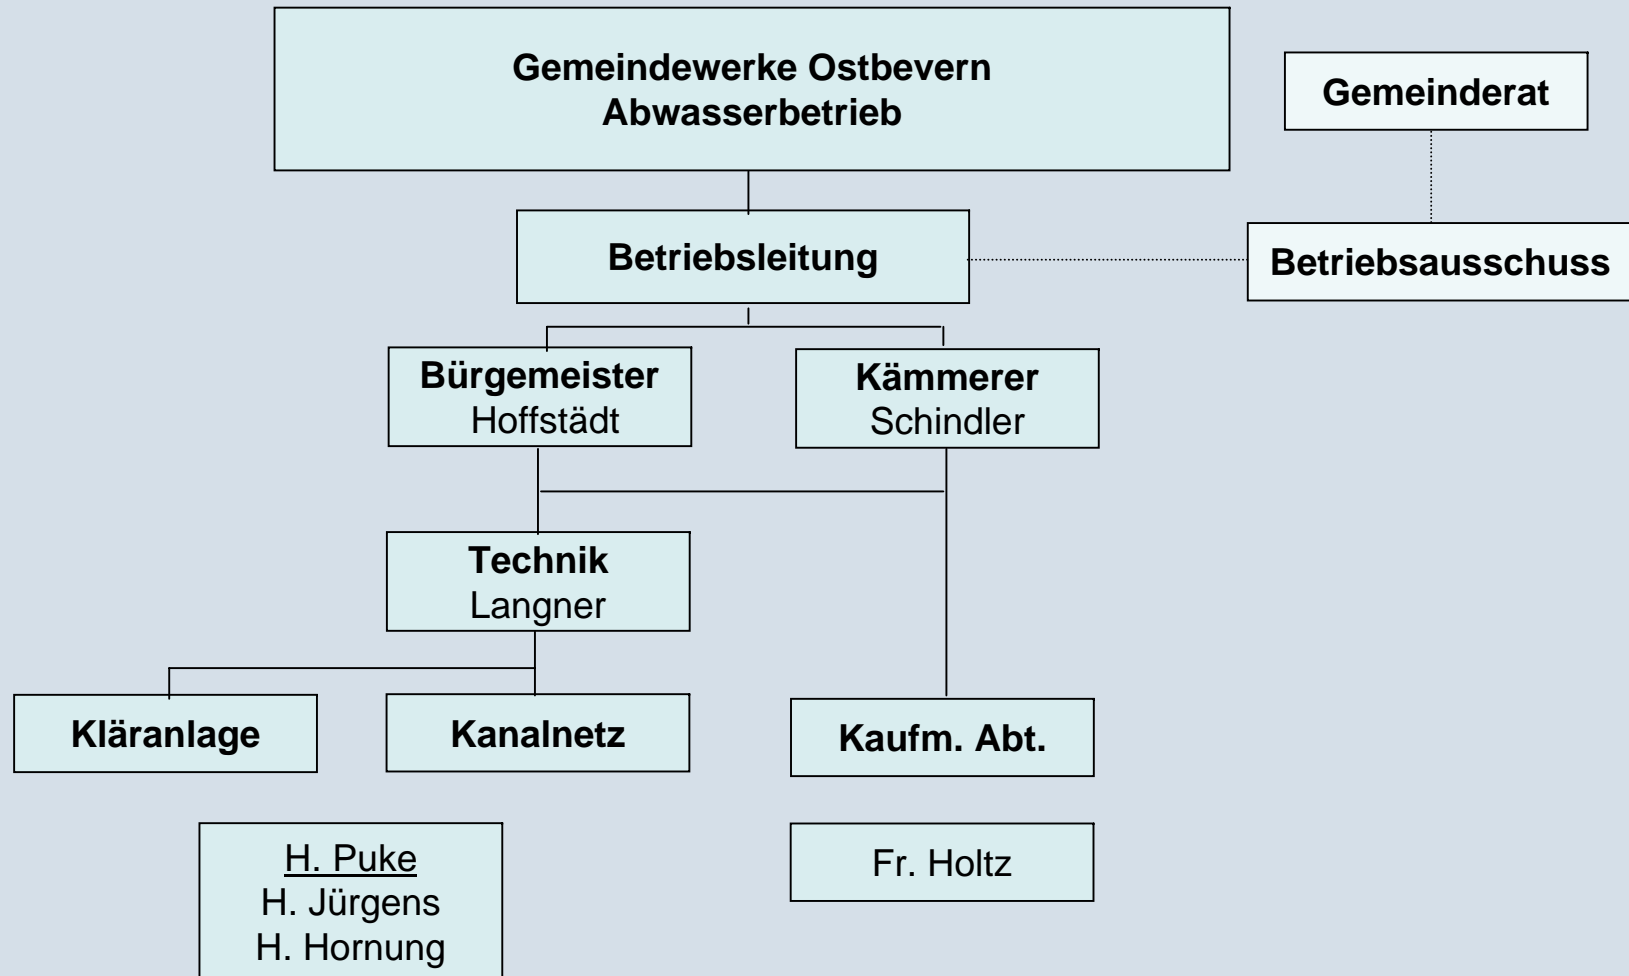 Gemeindewerke Ostbevern
Abwasserbetrieb
Gemeinderat
Betriebsleitung
Betriebsausschuss
Bürgemeister
Hoffstädt
Kämmerer
Schindler
Technik
Langner
Kläranlage
Kanalnetz
Kaufm. Abt.
H. Puke
H. Jürgens
H. Hornung
Fr. Holtz